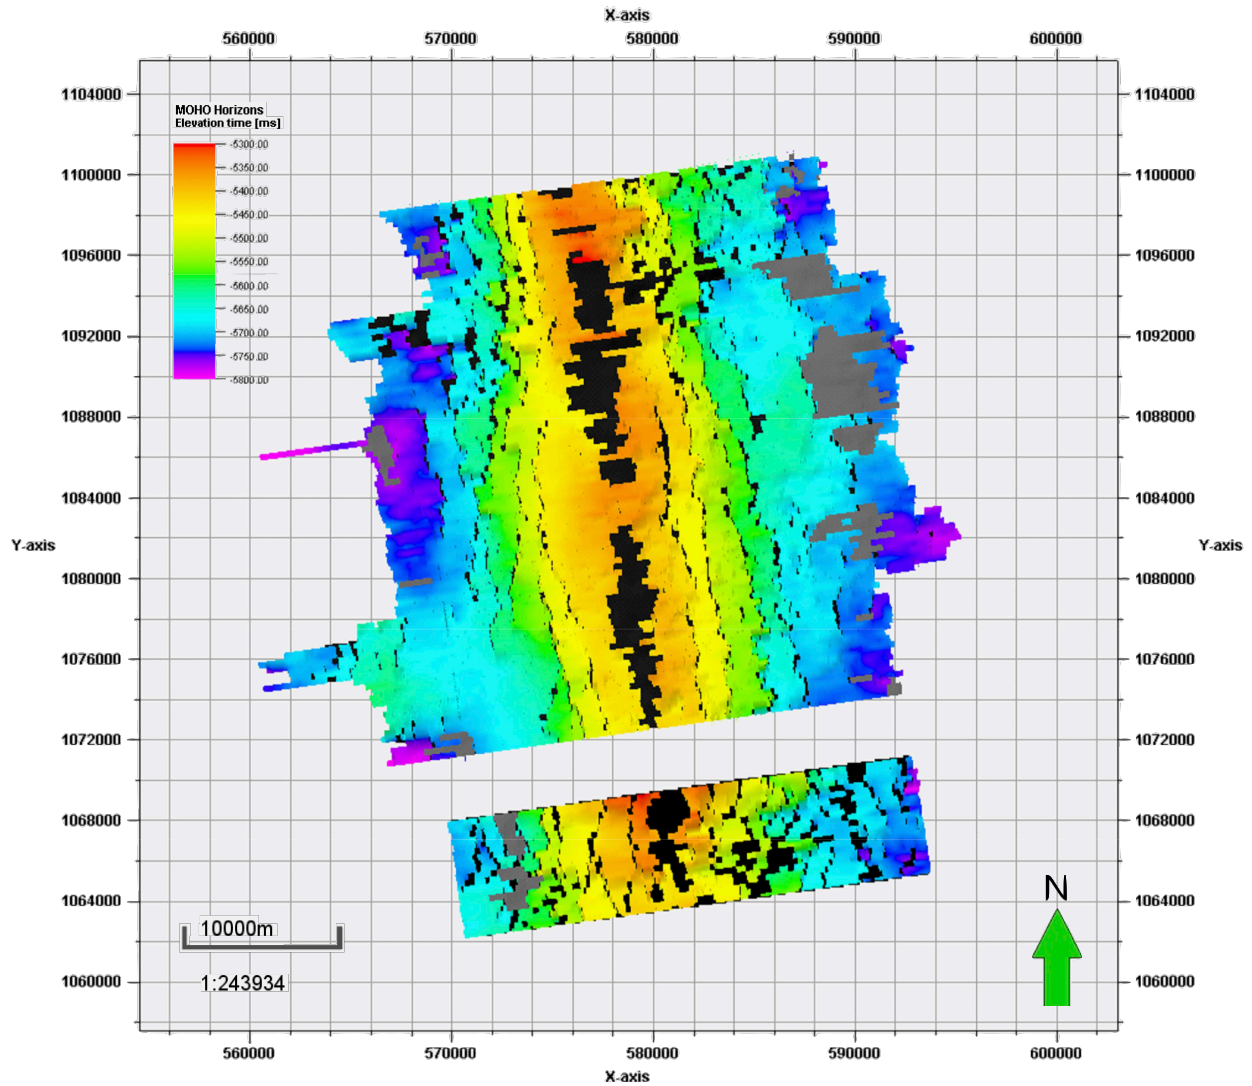 X-axis
560000 570000 580000 590000 600000
1104000 1104000
MOHO Horizons
Elevation time [ms]
-5300.00
-5350.00
-5400.00
-5450.00
-5500.00
-5550.00
-5600.00
-5650.00
-5700.00
-5750.00
-5800.00
1100000 1100000
1096000 1096000
1092000 1092000
1088000 1088000
1084000 1084000
Y-axis Y-axis
1080000 1080000
1076000 1076000
1072000 1072000
1068000 1068000
1064000 1064000
N
10000m
1:243934
1060000 1060000
560000 570000 580000 590000 600000
X-axis